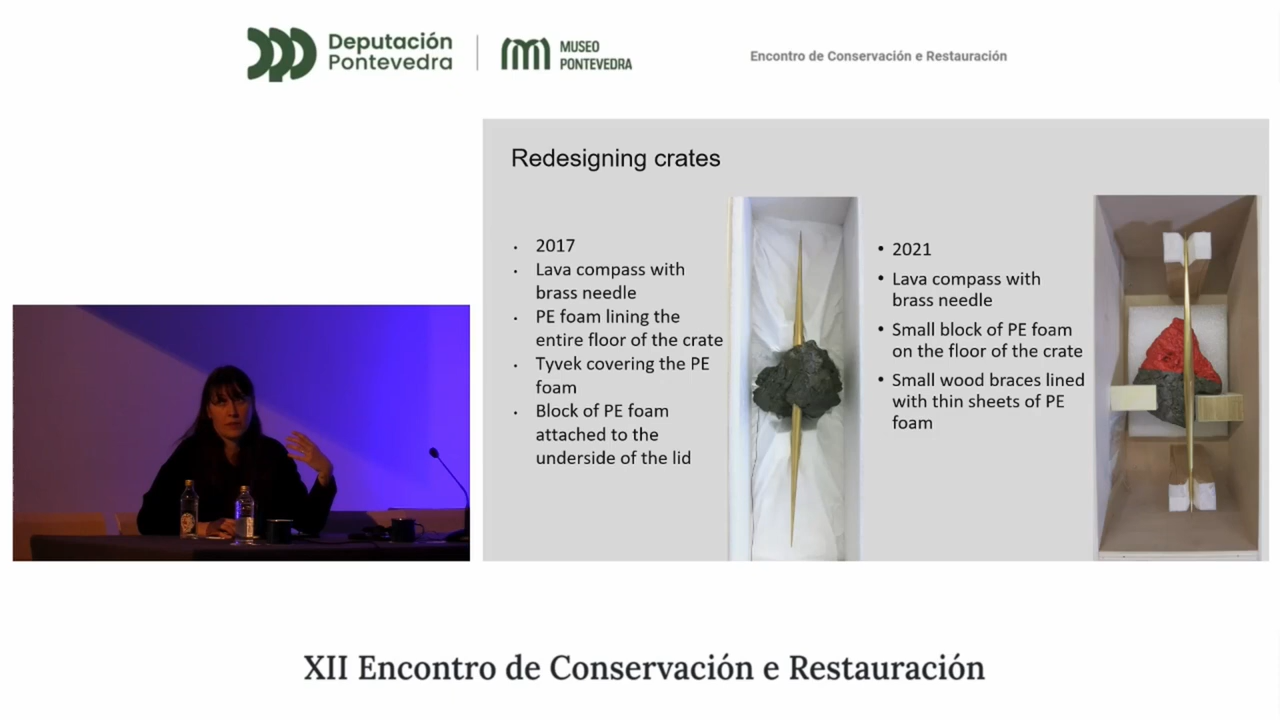 Deputación
Pontevedra
MUSEO
PONTEVEDRA
Encontro de Conservación e Restauración
Redesigning crates
• 2017
• Lava compass with
brass needle
• PE foam lining the
entire floor of the crate
• Tyvek covering the PE
foam
• Block of PE foam
attached to the
underside of the lid
• 2021
• Lava compass with
brass needle
• Small block of PE foam
on the floor of the crate
• Small wood braces lined
with thin sheets of PE
foam
XII Encontro de Conservación e Restauración